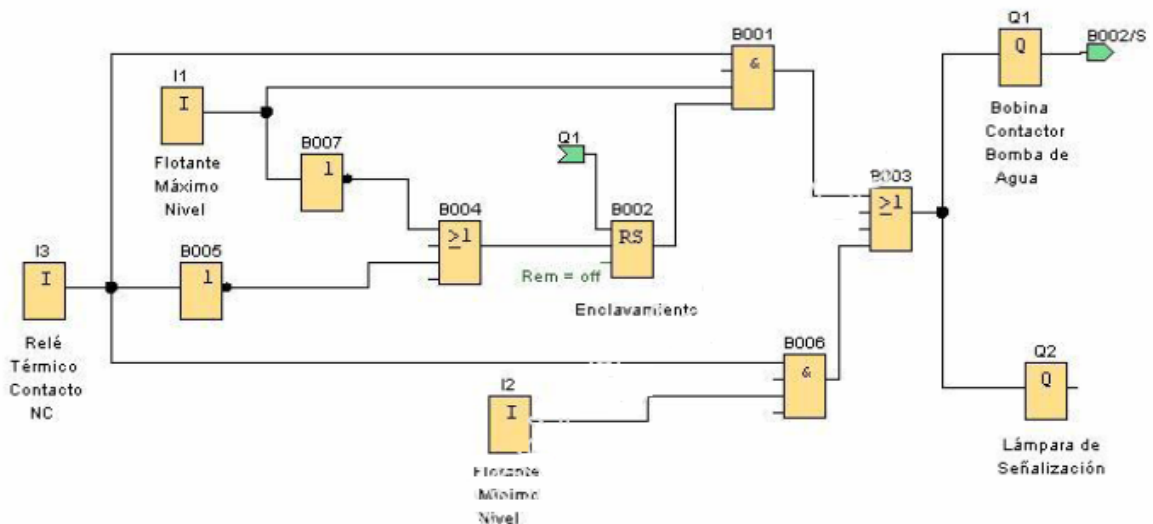 B001
&
Q1
Q
B002/S
Bobina
Contactor
Bomba de
Agua
I1
I
Flotante
Máximo
Nivel
B007
1
Q1
B002
RS
Rem = off
Enclavamiento
B004
≥1
B003
≥1
I3
I
Relé
Térmico
Contacto
NC
B005
1
B006
&
I2
I
Flotante
Mínimo
Nivel
Q2
Q
Lámpara de
Señalización